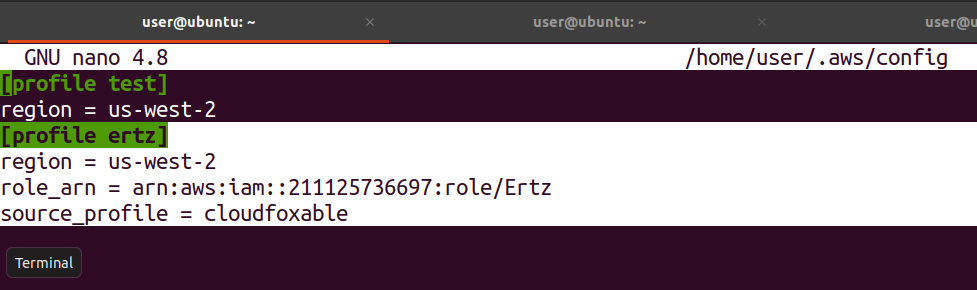 user@ubuntu: ~ × user@ubuntu: ~ × user@u
GNU nano 4.8 /home/user/.aws/config
[profile test]
region = us-west-2
[profile ertz]
region = us-west-2
role_arn = arn:aws:iam::211125736697:role/Ertz
source_profile = cloudfoxable
Terminal